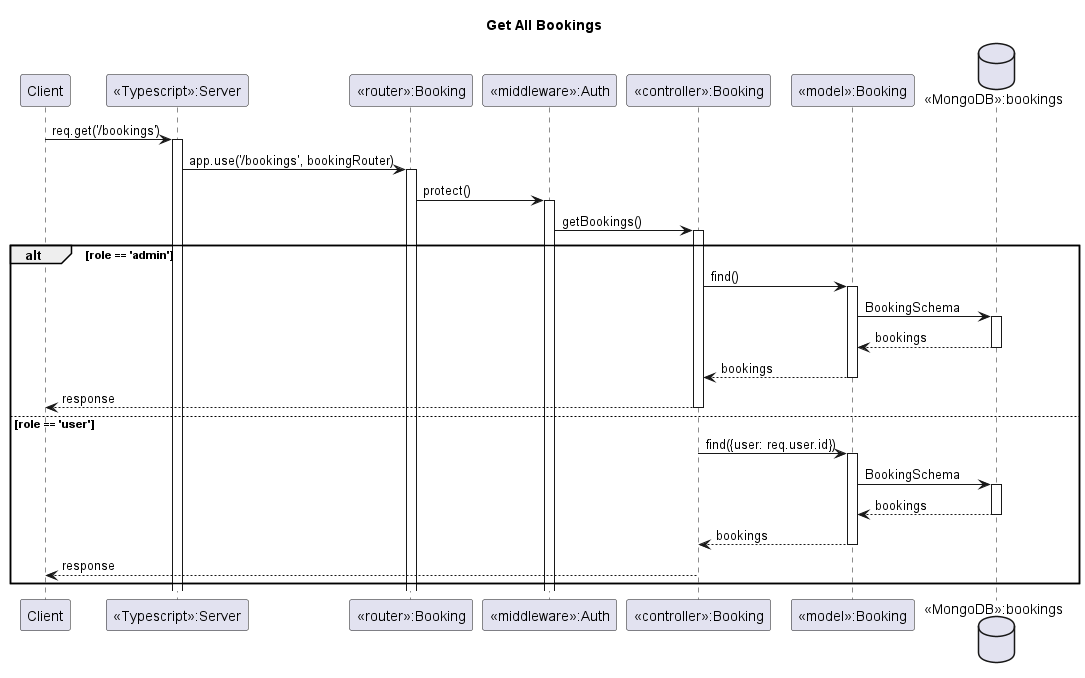 Get All Bookings
Client
«Typescript»:Server
«router»:Booking
«middleware»:Auth
«controller»:Booking
«model»:Booking
«MongoDB»:bookings
req.get('/bookings')
app.use('/bookings', bookingRouter)
protect()
getBookings()
alt
[role == 'admin']
find()
BookingSchema
bookings
bookings
response
[role == 'user']
find({user: req.user.id})
BookingSchema
bookings
bookings
response
Client
«Typescript»:Server
«router»:Booking
«middleware»:Auth
«controller»:Booking
«model»:Booking
«MongoDB»:bookings